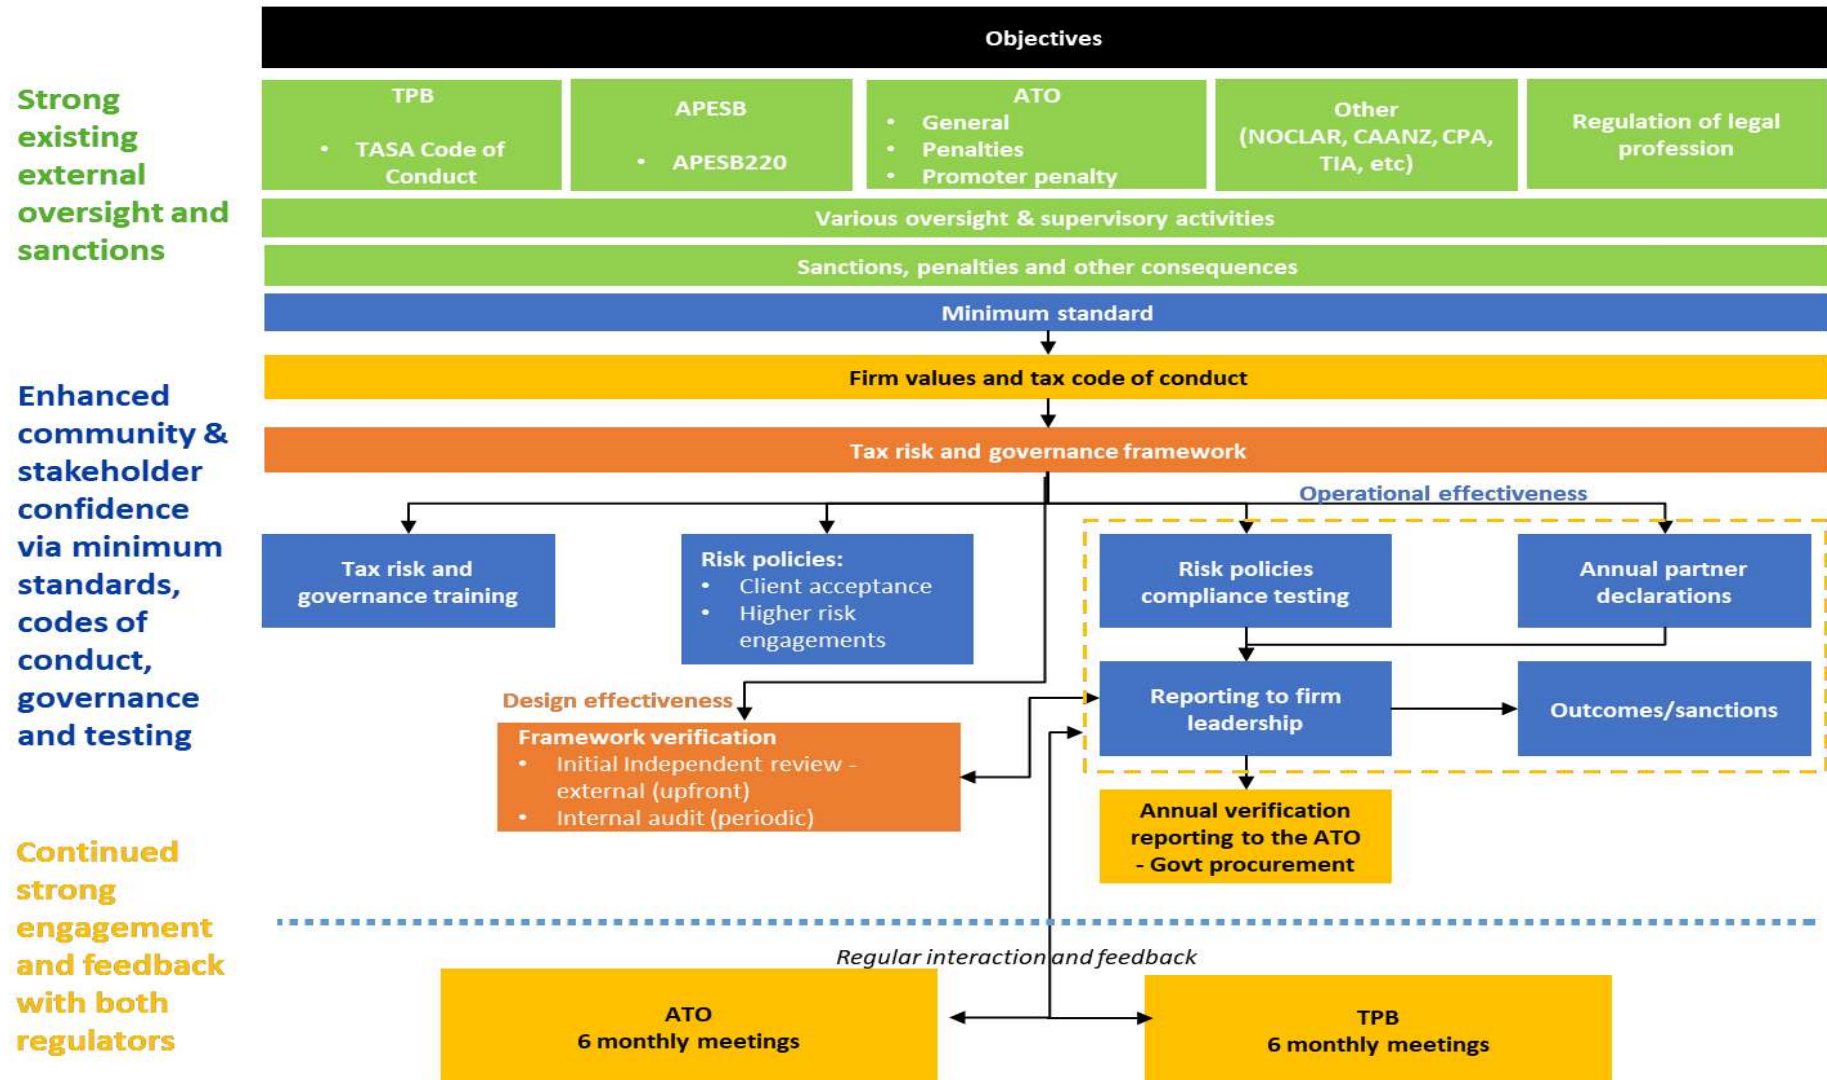 Objectives
Strong
existing
external
oversight and
sanctions
TPB
• TASA Code of
Conduct
APESB
• APESB220
ATO
• General
• Penalties
• Promoter penalty
Other
(NOCLAR, CAANZ, CPA,
TIA, etc)
Regulation of legal
profession
Various oversight & supervisory activities
Sanctions, penalties and other consequences
Minimum standard
Firm values and tax code of conduct
Tax risk and governance framework
Enhanced
community &
stakeholder
confidence
via minimum
standards,
codes of
conduct,
governance
and testing
Operational effectiveness
Tax risk and
governance training
Risk policies:
• Client acceptance
• Higher risk
engagements
Risk policies
compliance testing
Annual partner
declarations
Design effectiveness
Framework verification
• Initial Independent review -
external (upfront)
• Internal audit (periodic)
Reporting to firm
leadership
Outcomes/sanctions
Annual verification
reporting to the ATO
- Govt procurement
Continued
strong
engagement
and feedback
with both
regulators
Regular interaction and feedback
ATO
6 monthly meetings
TPB
6 monthly meetings